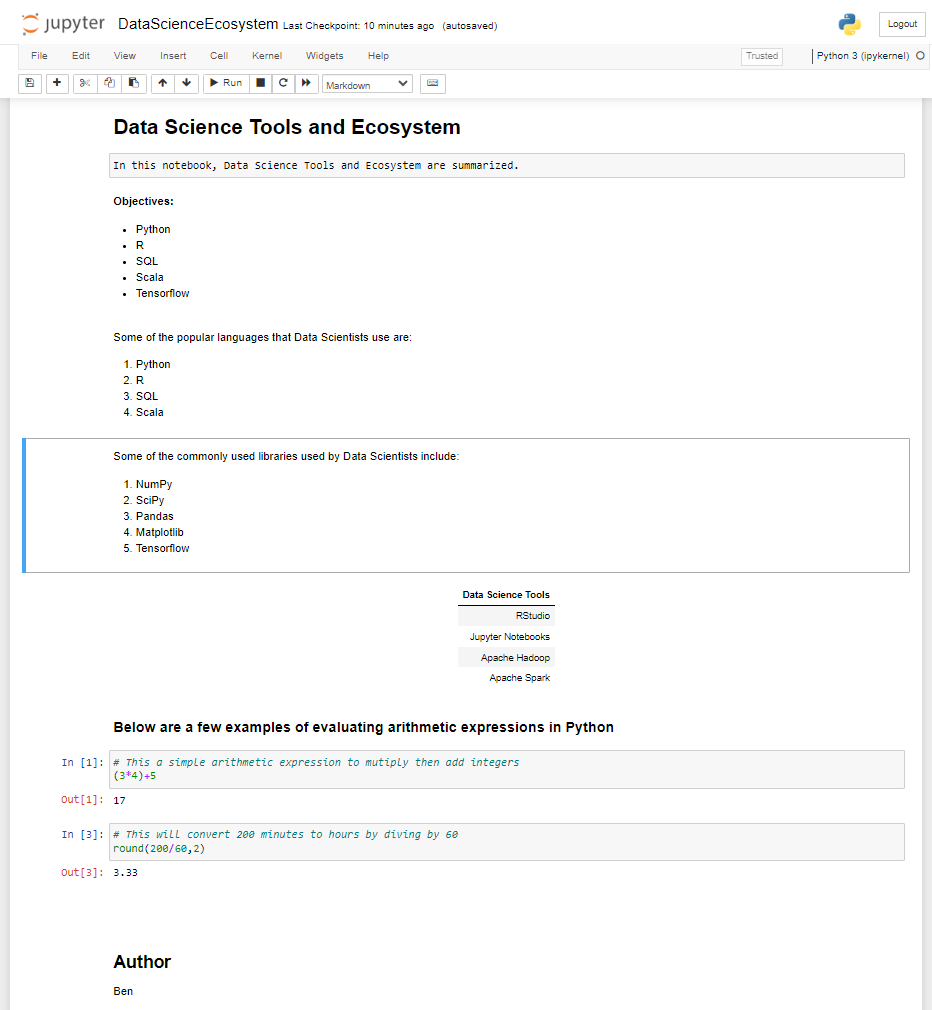 jupyter DataScienceEcosystem Last Checkpoint: 10 minutes ago (autosaved) Logout
File Edit View Insert Cell Kernel Widgets Help Trusted Python 3 (ipykernel)
Run Markdown
Data Science Tools and Ecosystem
In this notebook, Data Science Tools and Ecosystem are summarized.
Objectives:
• Python
• R
• SQL
• Scala
• Tensorflow
Some of the popular languages that Data Scientists use are:
1. Python
2. R
3. SQL
4. Scala
Some of the commonly used libraries used by Data Scientists include:
1. NumPy
2. SciPy
3. Pandas
4. Matplotlib
5. Tensorflow
Data Science Tools
RStudio
Jupyter Notebooks
Apache Hadoop
Apache Spark
Below are a few examples of evaluating arithmetic expressions in Python
In [1]: # This a simple arithmetic expression to mutiply then add integers
(3*4)+5
Out[1]: 17
In [3]: # This will convert 200 minutes to hours by diving by 60
round(200/60,2)
Out[3]: 3.33
Author
Ben